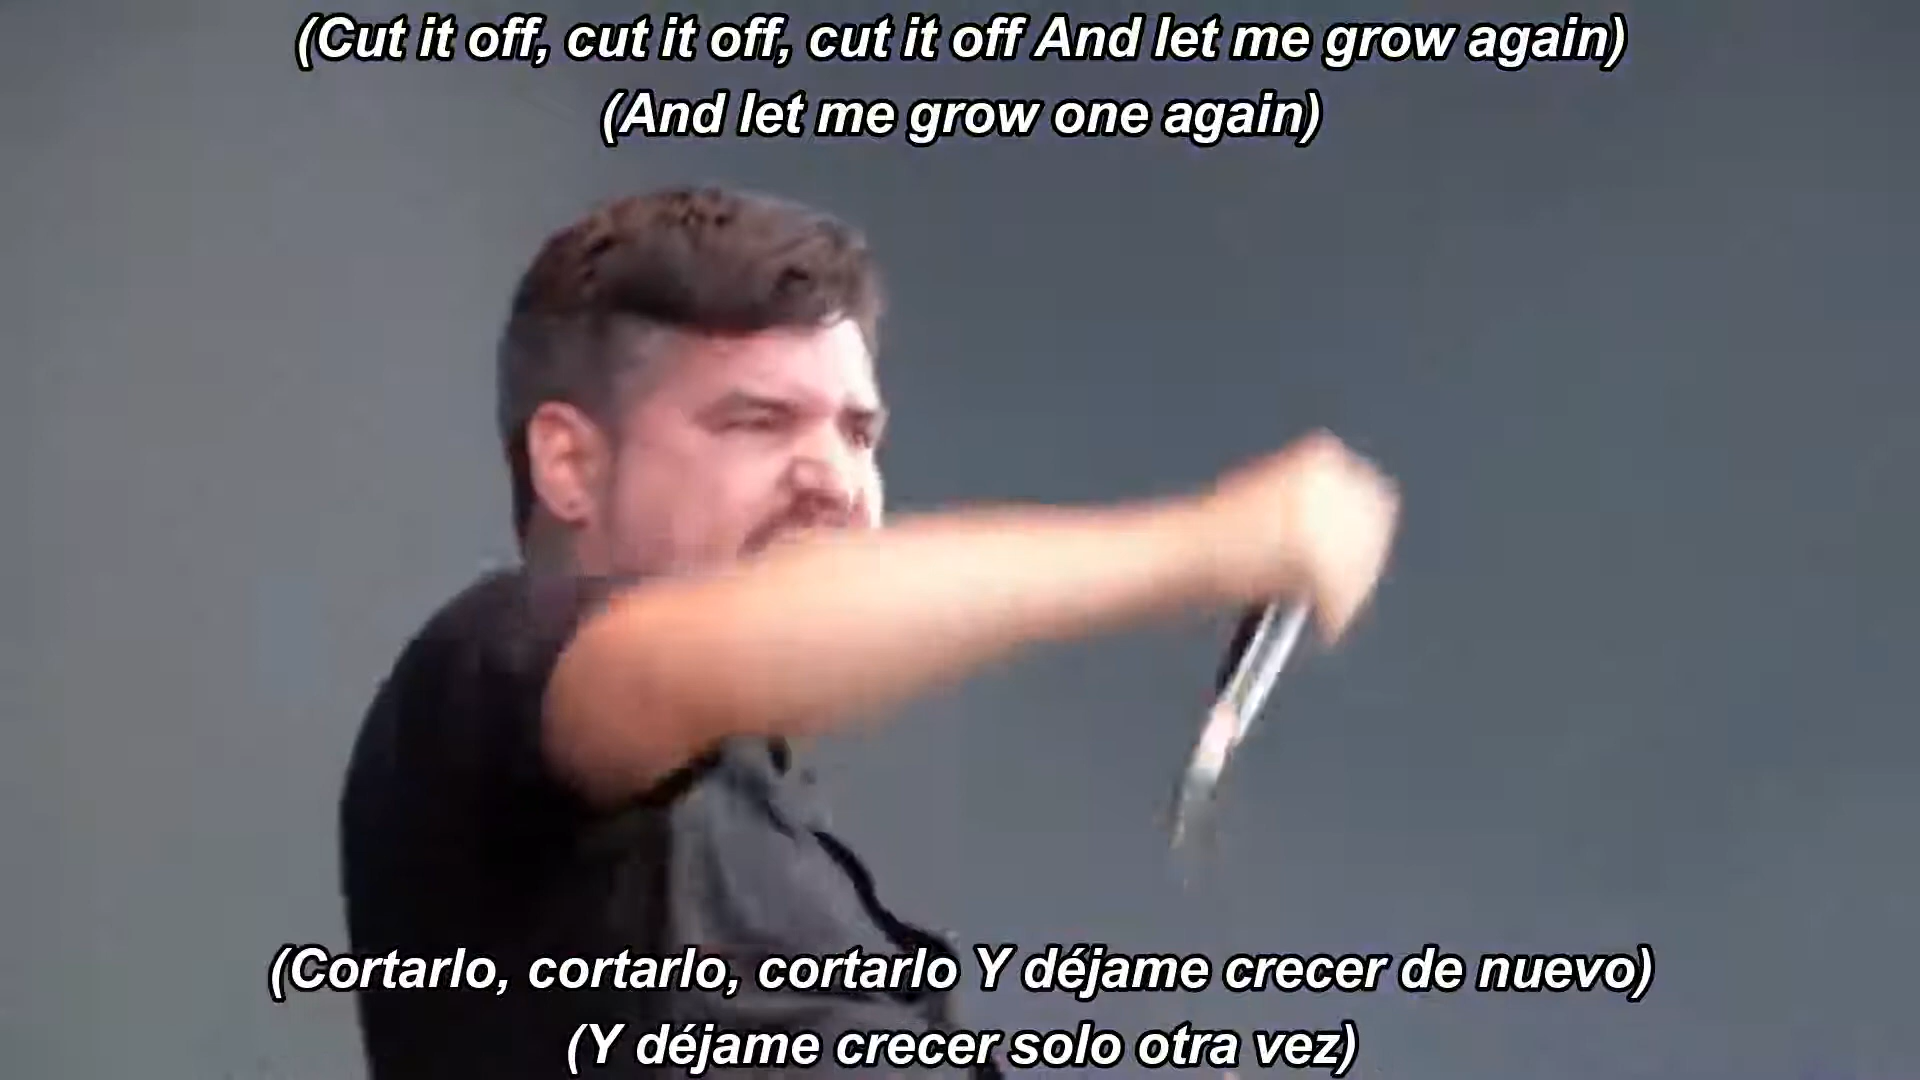 (Cut it off, cut it off, cut it off And let me grow again)
(And let me grow one again)
(Cortarlo, cortarlo, cortarlo Y déjame crecer de nuevo)
(Y déjame crecer solo otra vez)